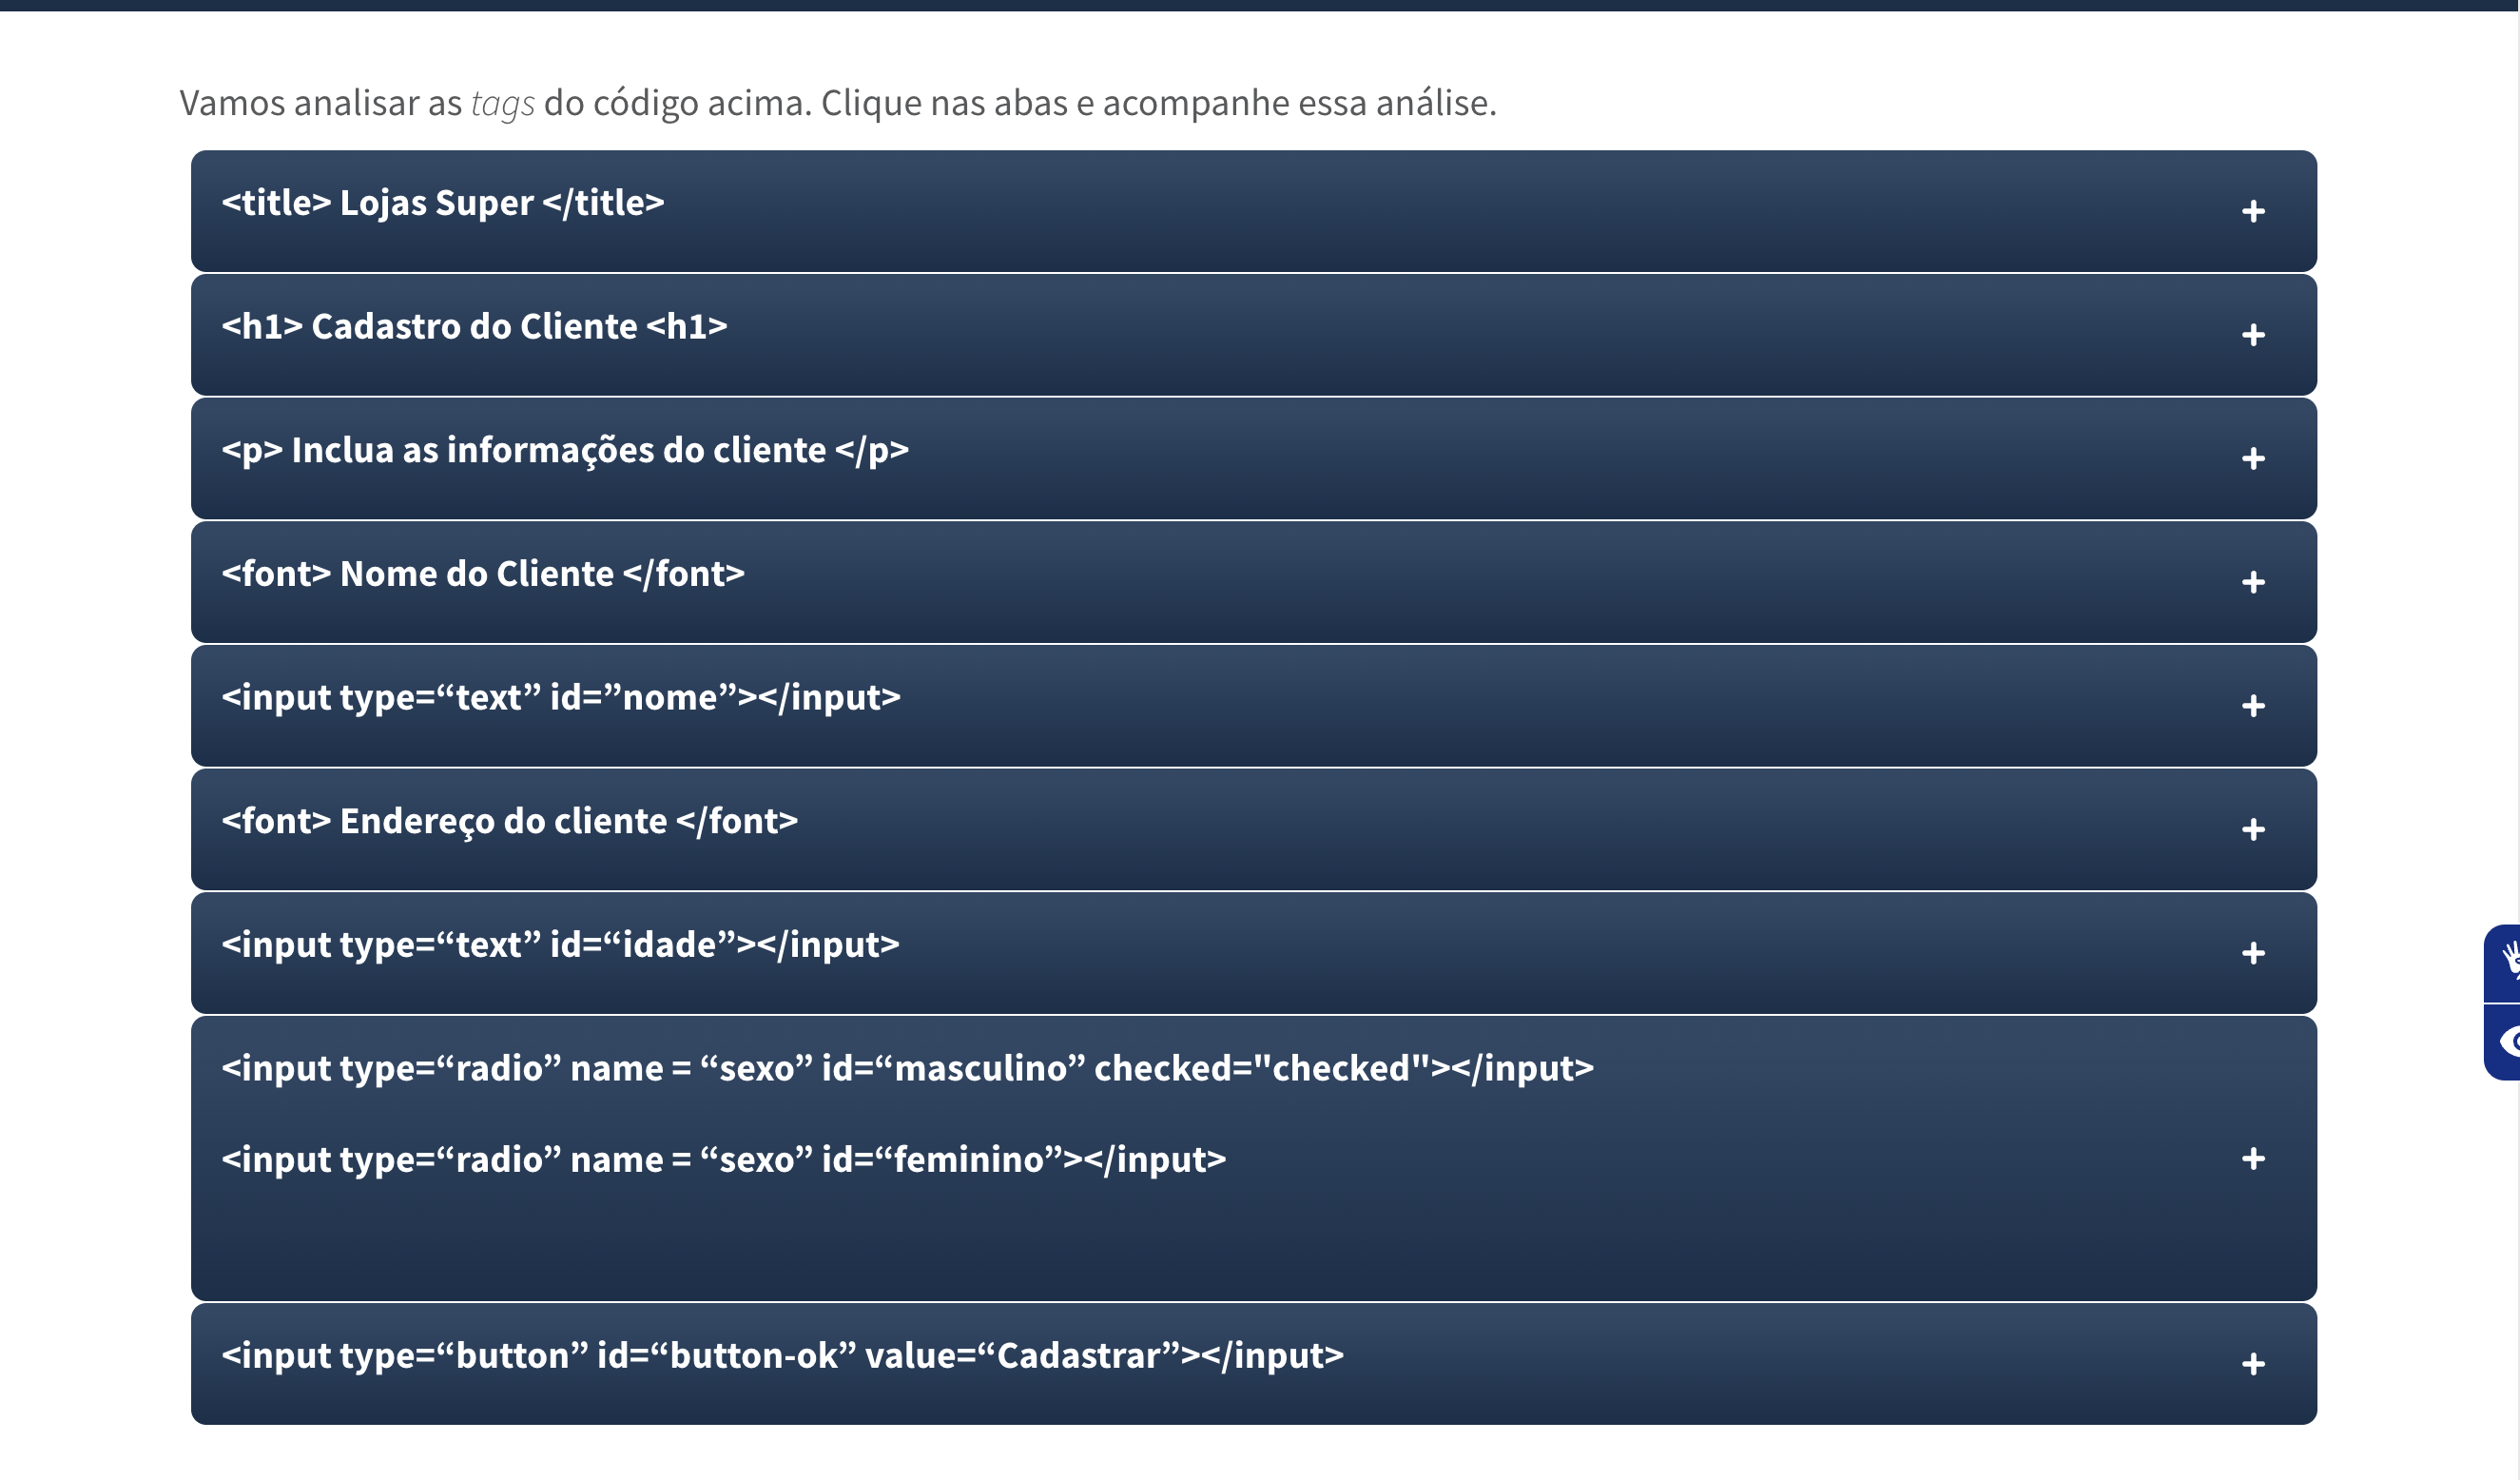 Vamos analisar as tags do código acima. Clique nas abas e acompanhe essa análise.
<title> Lojas Super </title>
+
<h1> Cadastro do Cliente <h1>
+
<p> Inclua as informações do cliente </p>
+
<font> Nome do Cliente </font>
+
<input type=“text” id=”nome”></input>
+
<font> Endereço do cliente </font>
+
<input type=“text” id=“idade”></input>
+
<input type=“radio” name = “sexo” id=“masculino” checked="checked"></input>
<input type=“radio” name = “sexo” id=“feminino”></input>
+
<input type=“button” id=“button-ok” value=“Cadastrar”></input>
+